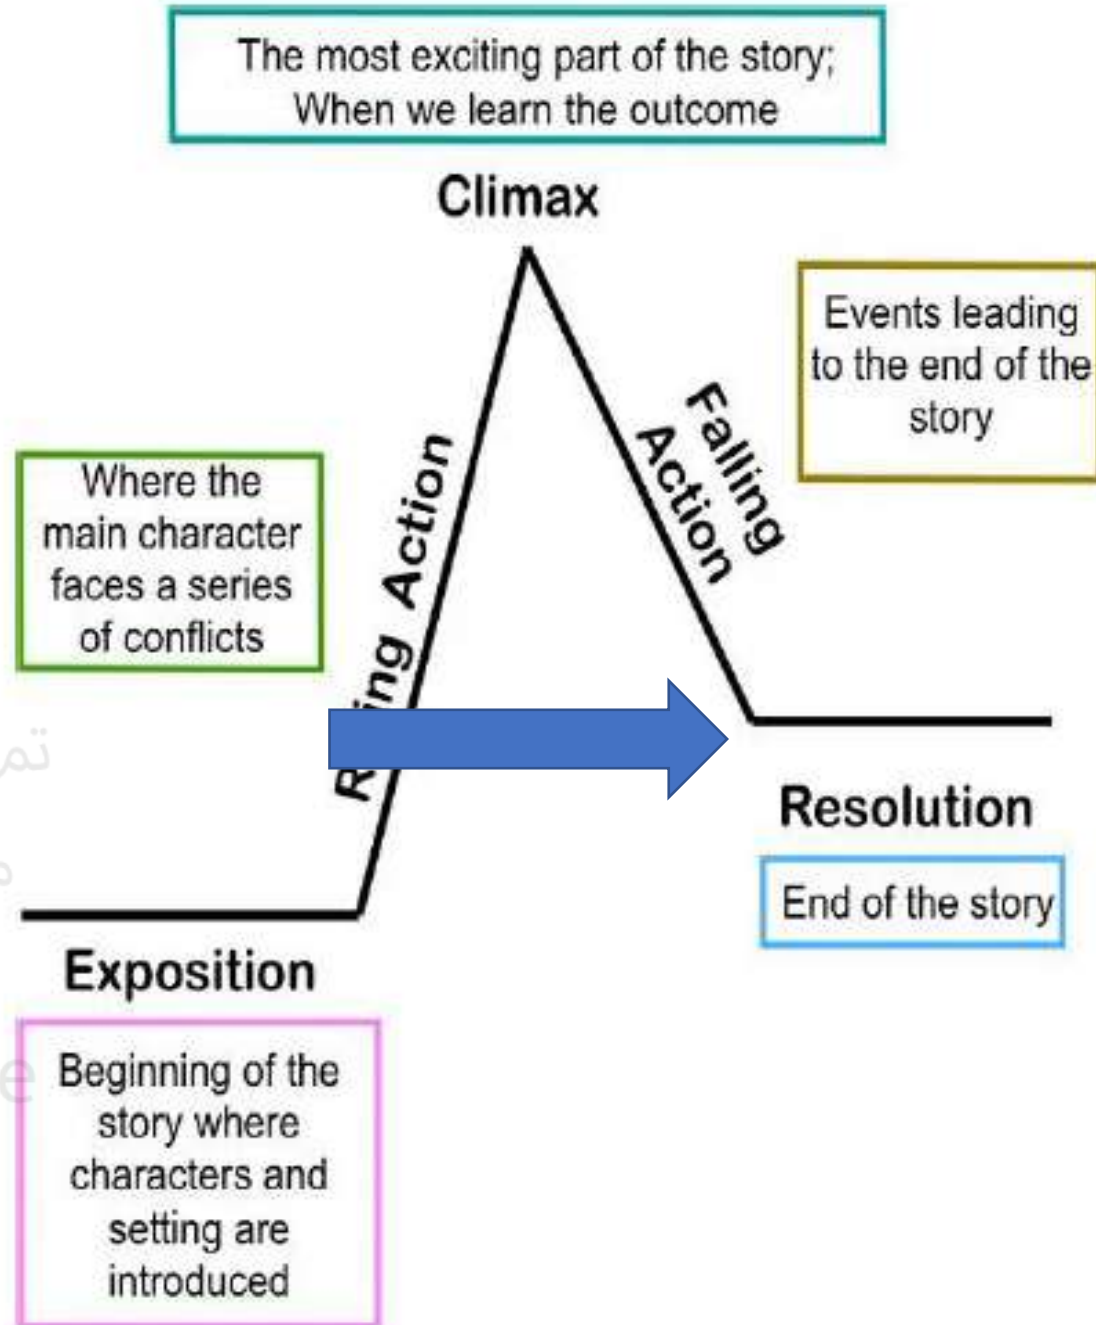 The most exciting part of the story;
When we learn the outcome
Climax
Events leading
to the end of the
story
Falling
Action
Where the
main character
faces a series
of conflicts
Action
Resolution
End of the story
Exposition
Beginning of the
story where
characters and
setting are
introduced